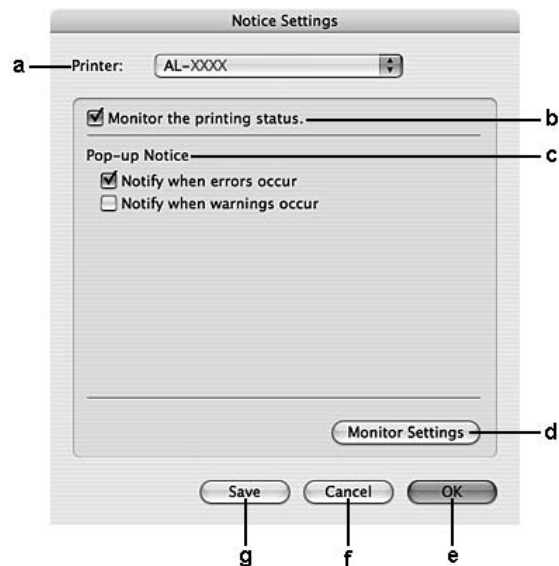 Notice Settings
a Printer: AL-XXXX
Monitor the printing status. b
Pop-up Notice c
Notify when errors occur
Notify when warnings occur
Monitor Settings d
Save Cancel OK
g f e